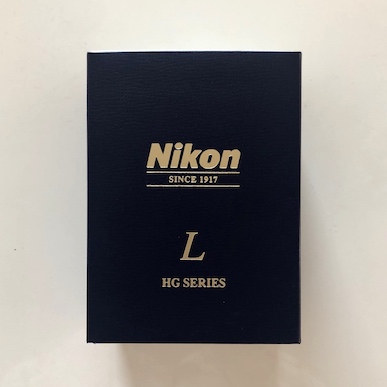 Nikon
SINCE 1917
L
HG SERIES